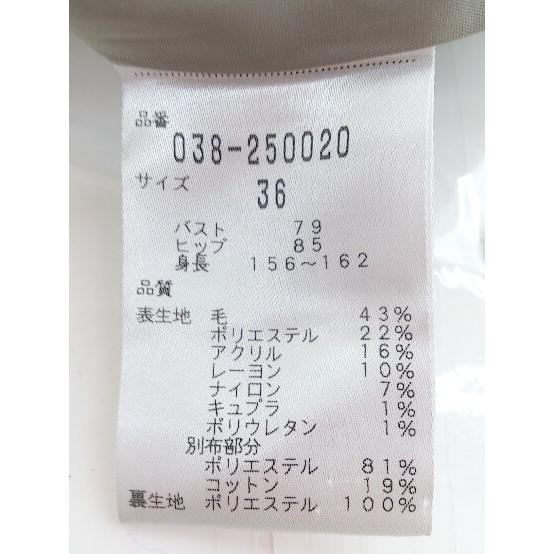 品番
038-250020
サイズ
36
バスト 79
ヒップ 85
身長 156～162
品質
表生地 毛 43%
ポリエステル 22%
アクリル 16%
レーヨン 10%
ナイロン 7%
キュプラ 1%
ポリウレタン 1%
別布部分
ポリエステル 81%
コットン 19%
裏生地 ポリエステル 100%